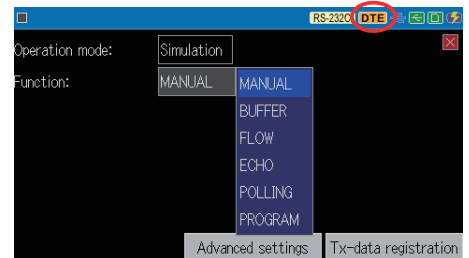 RS-232C DTE
Operation mode: Simulation
Function: MANUAL MANUAL
BUFFER
FLOW
ECHO
POLLING
PROGRAM
Advanced settings Tx-data registration